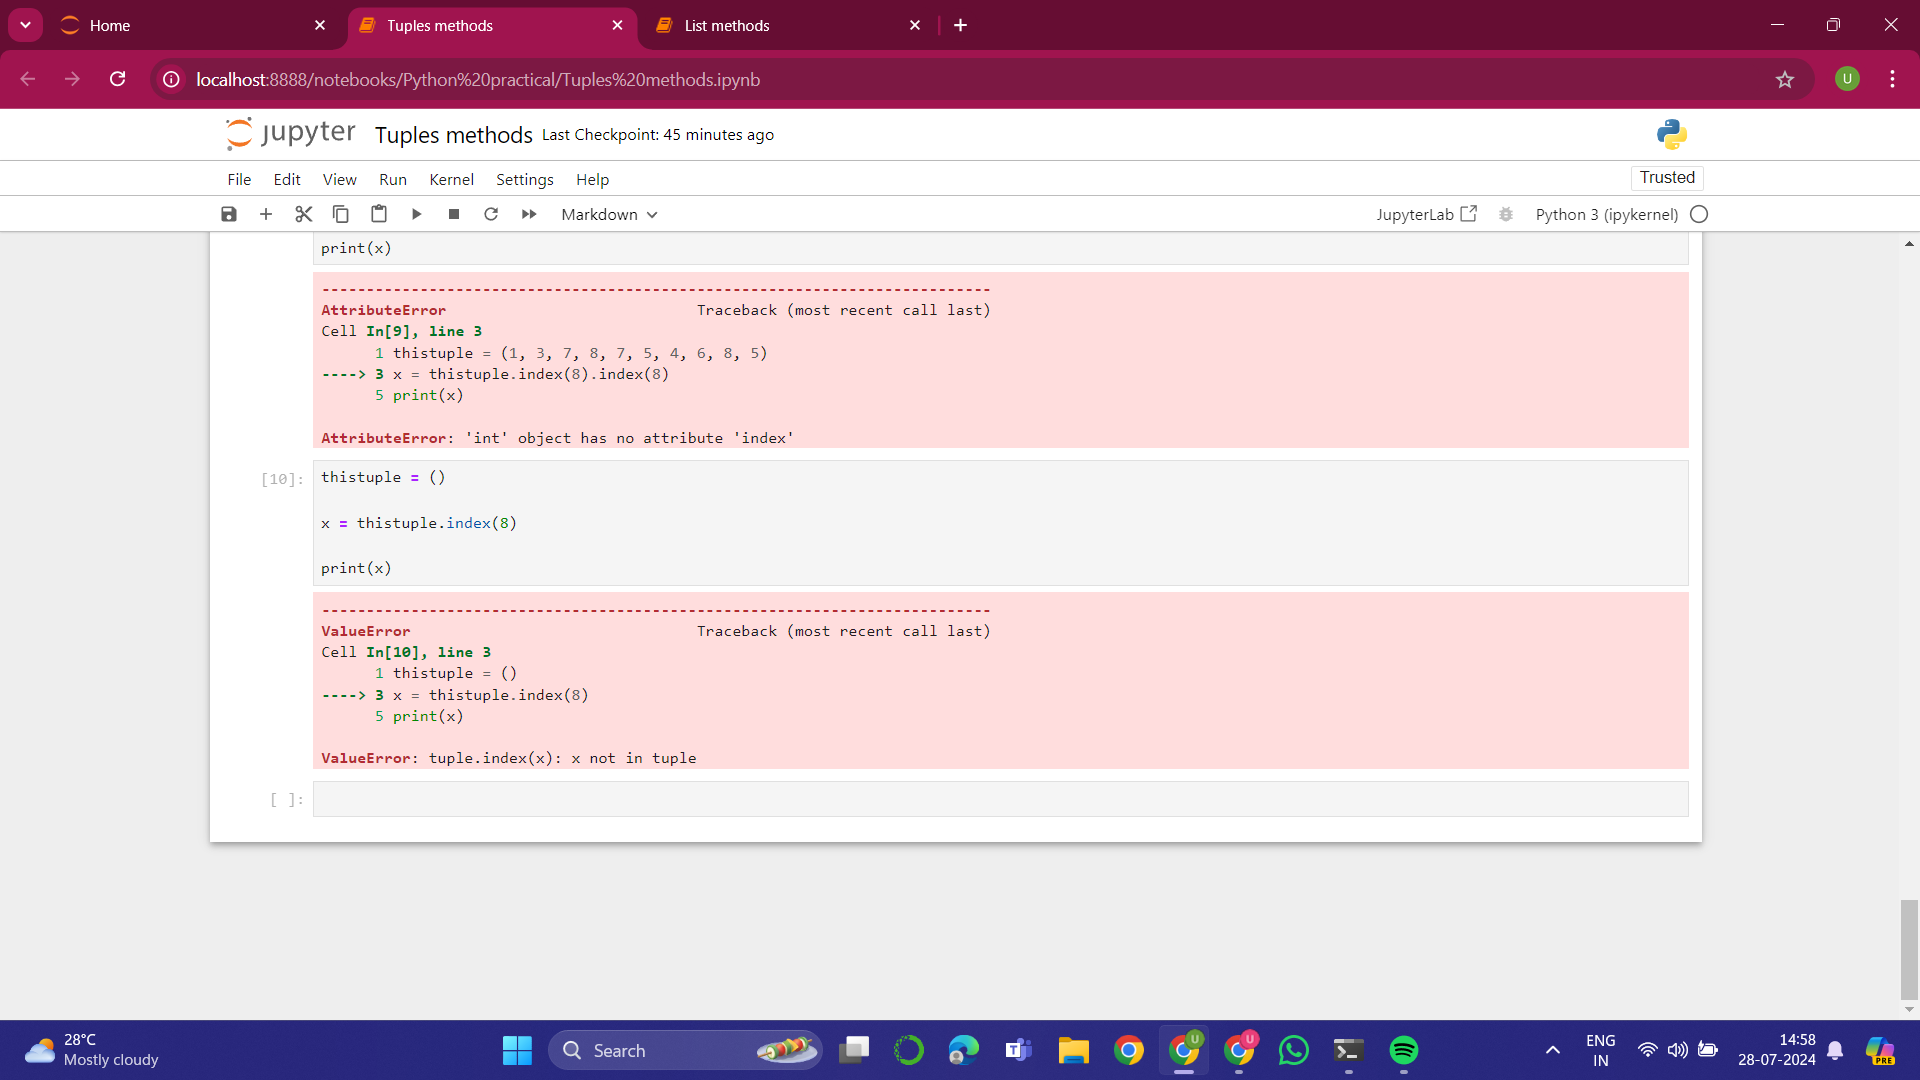 Home
Tuples methods
List methods
localhost:8888/notebooks/Python%20practical/Tuples%20methods.ipynb
U
jupyter Tuples methods Last Checkpoint: 45 minutes ago
File Edit View Run Kernel Settings Help
Trusted
Markdown
JupyterLab
Python 3 (ipykernel)
print(x)
---------------------------------------------------------------------------
AttributeError                            Traceback (most recent call last)
Cell In[9], line 3
      1 thistuple = (1, 3, 7, 8, 7, 5, 4, 6, 8, 5)
----> 3 x = thistuple.index(8).index(8)
      5 print(x)
AttributeError: 'int' object has no attribute 'index'
[10]:
thistuple = ()
x = thistuple.index(8)
print(x)
---------------------------------------------------------------------------
ValueError                                Traceback (most recent call last)
Cell In[10], line 3
      1 thistuple = ()
----> 3 x = thistuple.index(8)
      5 print(x)
ValueError: tuple.index(x): x not in tuple
[ ]:
28°C
Mostly cloudy
Search
T
U
U
ENG
IN
14:58
28-07-2024
PRE